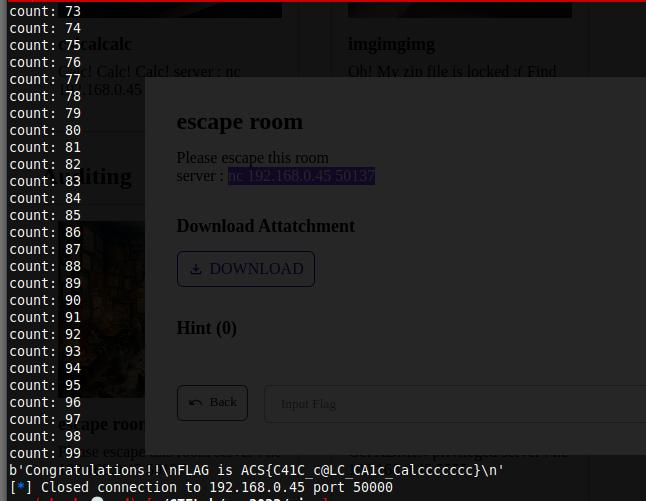 count: 73
count: 74
count: 75
count: 76
count: 77
count: 78
count: 79
count: 80
count: 81
count: 82
count: 83
count: 84
count: 85
count: 86
count: 87
count: 88
count: 89
count: 90
count: 91
count: 92
count: 93
count: 94
count: 95
count: 96
count: 97
count: 98
count: 99
b'Congratulations!!\nFLAG is ACS{C41C_c@LC_CA1c_Calccccccc}\n'
[*] Closed connection to 192.168.0.45 port 50000
calcalc
Calc! Calc! server : nc
.168.0.45
imgimgimg
Oh! My zip file is locked :( Find
escape room
Please escape this room
server : nc 192.168.0.45 50137
Download Attatchment
DOWNLOAD
Hint (0)
Back
Input Flag
iting
Please escape